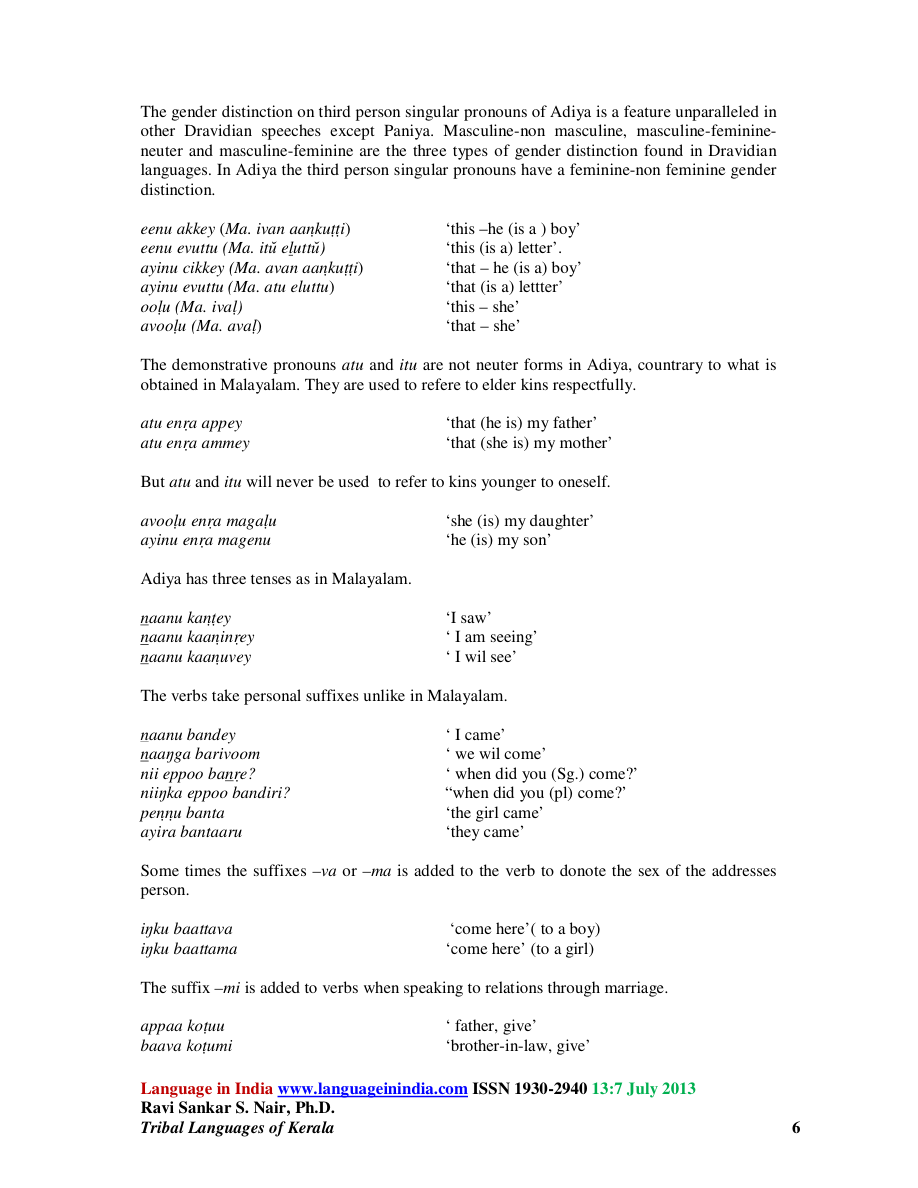 The gender distinction on third person singular pronouns of Adiya is a feature unparalleled in
other Dravidian speeches except Paniya. Masculine-non masculine, masculine-feminine-
neuter and masculine-feminine are the three types of gender distinction found in Dravidian
languages. In Adiya the third person singular pronouns have a feminine-non feminine gender
distinction.
eenu akkey (Ma. ivan aaṇkuṭṭi) ‘this –he (is a ) boy’
eenu evuttu (Ma. itŭ eḻuttŭ) ‘this (is a) letter’.
ayinu cikkey (Ma. avan aaṇkuṭṭi) ‘that – he (is a) boy’
ayinu evuttu (Ma. atu eluttu) ‘that (is a) lettter’
ooḷu (Ma. ivaḷ) ‘this – she’
avooḷu (Ma. avaḷ) ‘that – she’
The demonstrative pronouns atu and itu are not neuter forms in Adiya, countrary to what is
obtained in Malayalam. They are used to refere to elder kins respectfully.
atu enṛa appey ‘that (he is) my father’
atu enṛa ammey ‘that (she is) my mother’
But atu and itu will never be used to refer to kins younger to oneself.
avooḷu enṛa magaḷu ‘she (is) my daughter’
ayinu enṛa magenu ‘he (is) my son’
Adiya has three tenses as in Malayalam.
ṉaanu kaṇṭey ‘I saw’
ṉaanu kaaṇinṛey ‘ I am seeing’
ṉaanu kaaṇuvey ‘ I wil see’
The verbs take personal suffixes unlike in Malayalam.
ṉaanu bandey ‘ I came’
ṉaaŋga barivoom ‘ we wil come’
nii eppoo baṉre? ‘ when did you (Sg.) come?’
niiŋka eppoo bandiri? “when did you (pl) come?’
peṇṇu banta ‘the girl came’
ayira bantaaru ‘they came’
Some times the suffixes –va or –ma is added to the verb to donote the sex of the addresses
person.
iŋku baattava ‘come here’( to a boy)
iŋku baattama ‘come here’ (to a girl)
The suffix –mi is added to verbs when speaking to relations through marriage.
appaa koṭuu ‘ father, give’
baava koṭumi ‘brother-in-law, give’
Language in India www.languageinindia.com ISSN 1930-2940 13:7 July 2013
Ravi Sankar S. Nair, Ph.D.
Tribal Languages of Kerala 6